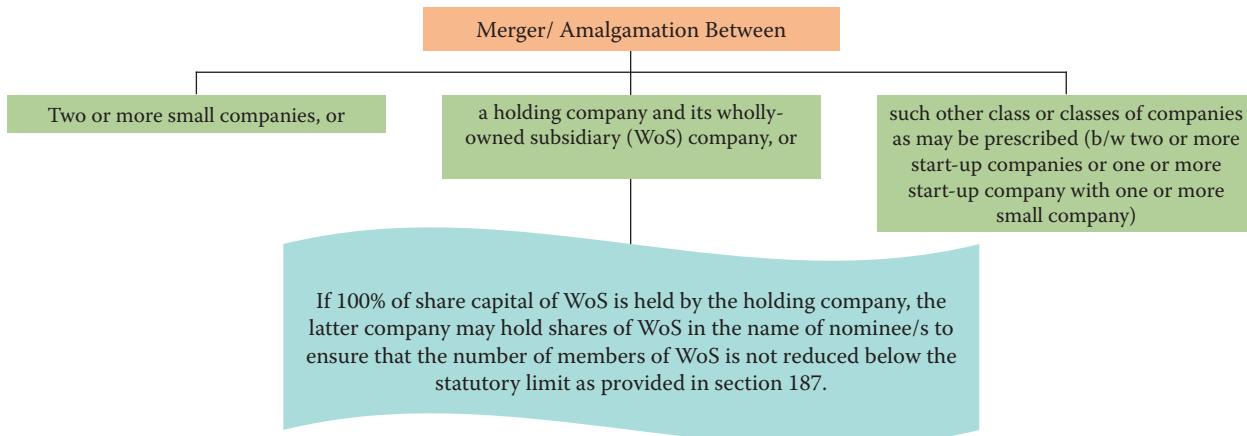 Merger/ Amalgamation Between
Two or more small companies, or
a holding company and its wholly-
owned subsidiary (WoS) company, or
such other class or classes of companies
as may be prescribed (b/w two or more
start-up companies or one or more
start-up company with one or more
small company)
If 100% of share capital of WoS is held by the holding company, the
latter company may hold shares of WoS in the name of nominee/s to
ensure that the number of members of WoS is not reduced below the
statutory limit as provided in section 187.